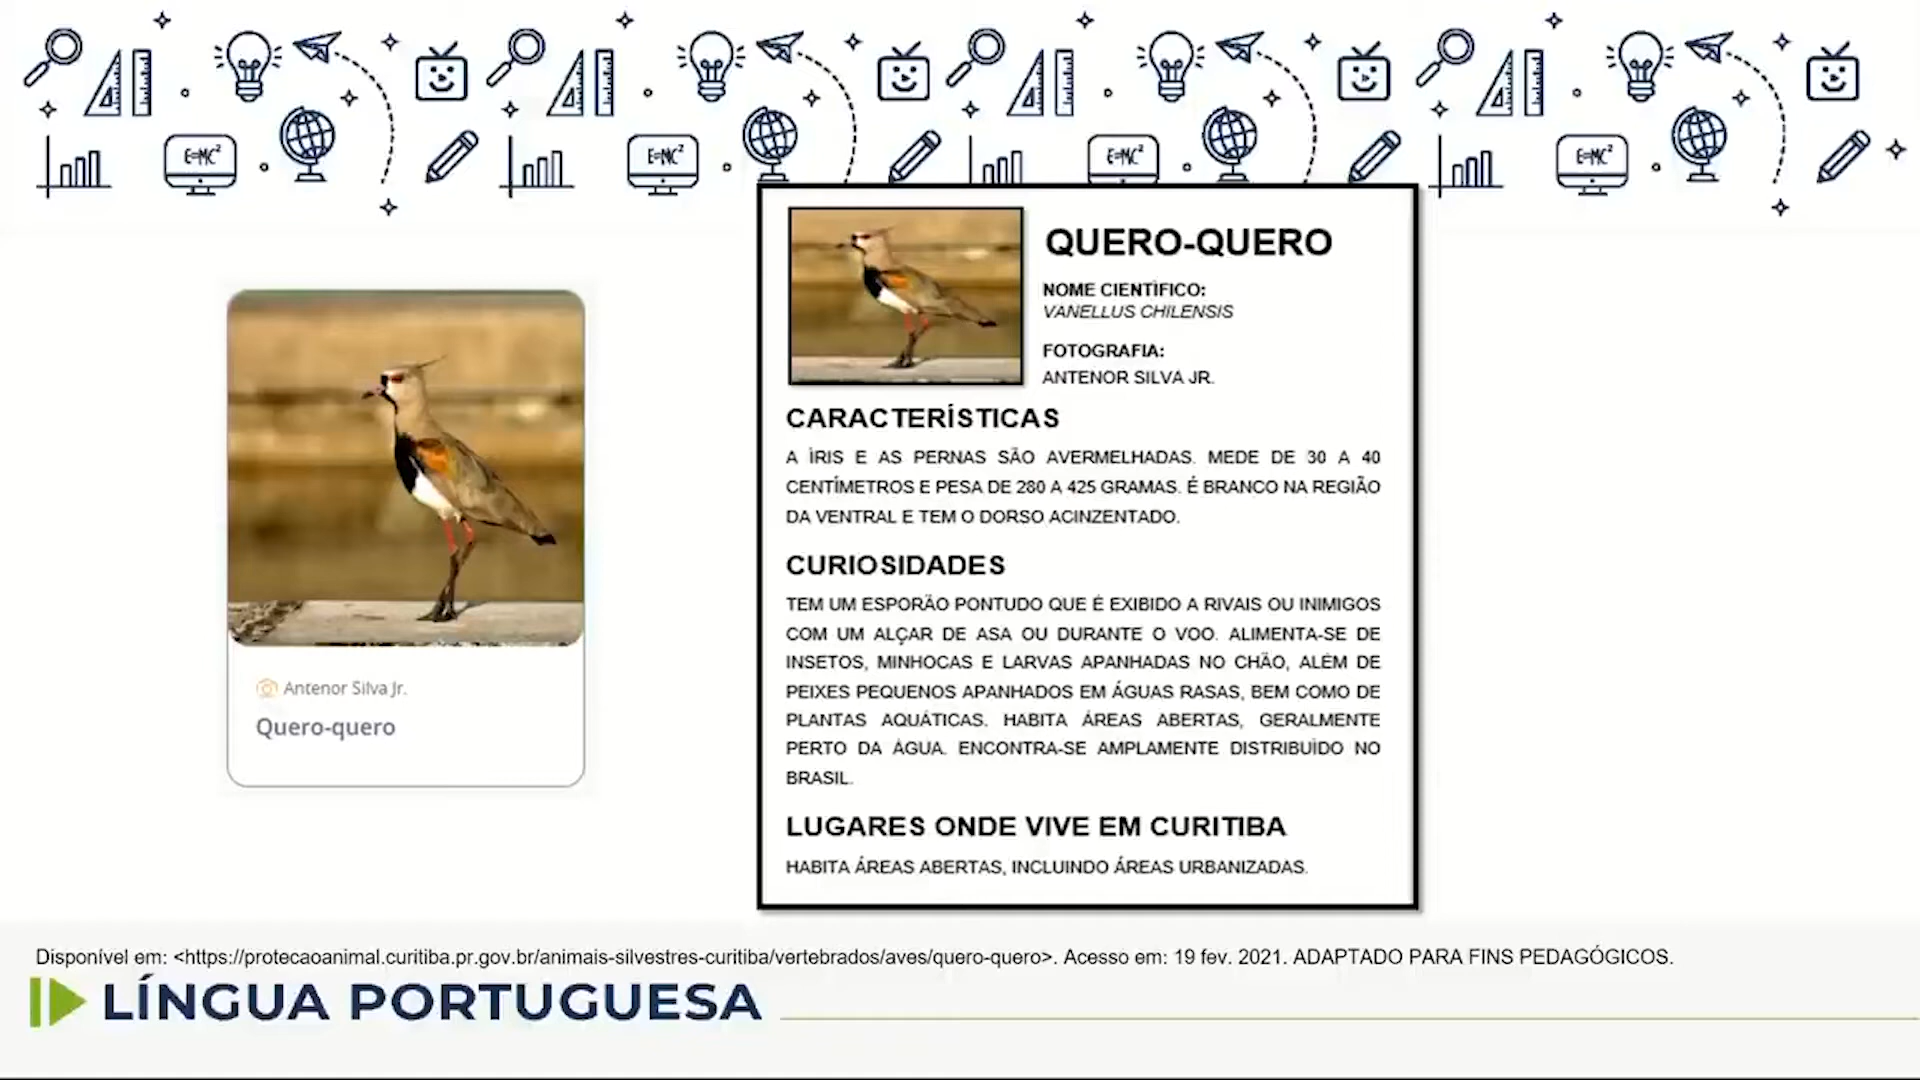 E=MC²
E=MC²
E=MC²
E=MC²
Antenor Silva Jr.
Quero-quero
QUERO-QUERO
NOME CIENTÍFICO:
VANELLUS CHILENSIS
FOTOGRAFIA:
ANTENOR SILVA JR.
CARACTERÍSTICAS
A ÍRIS E AS PERNAS SÃO AVERMELHADAS. MEDE DE 30 A 40
CENTÍMETROS E PESA DE 280 A 425 GRAMAS. É BRANCO NA REGIÃO
DA VENTRAL E TEM O DORSO ACINZENTADO.
CURIOSIDADES
TEM UM ESPORÃO PONTUDO QUE É EXIBIDO A RIVAIS OU INIMIGOS
COM UM ALÇAR DE ASA OU DURANTE O VOO. ALIMENTA-SE DE
INSETOS, MINHOCAS E LARVAS APANHADAS NO CHÃO, ALÉM DE
PEIXES PEQUENOS APANHADOS EM ÁGUAS RASAS, BEM COMO DE
PLANTAS AQUÁTICAS. HABITA ÁREAS ABERTAS, GERALMENTE
PERTO DA ÁGUA. ENCONTRA-SE AMPLAMENTE DISTRIBUÍDO NO
BRASIL.
LUGARES ONDE VIVE EM CURITIBA
HABITA ÁREAS ABERTAS, INCLUINDO ÁREAS URBANIZADAS.
Disponível em: <https://protecaoanimal.curitiba.pr.gov.br/animais-silvestres-curitiba/vertebrados/aves/quero-quero>. Acesso em: 19 fev. 2021. ADAPTADO PARA FINS PEDAGÓGICOS.
LÍNGUA PORTUGUESA